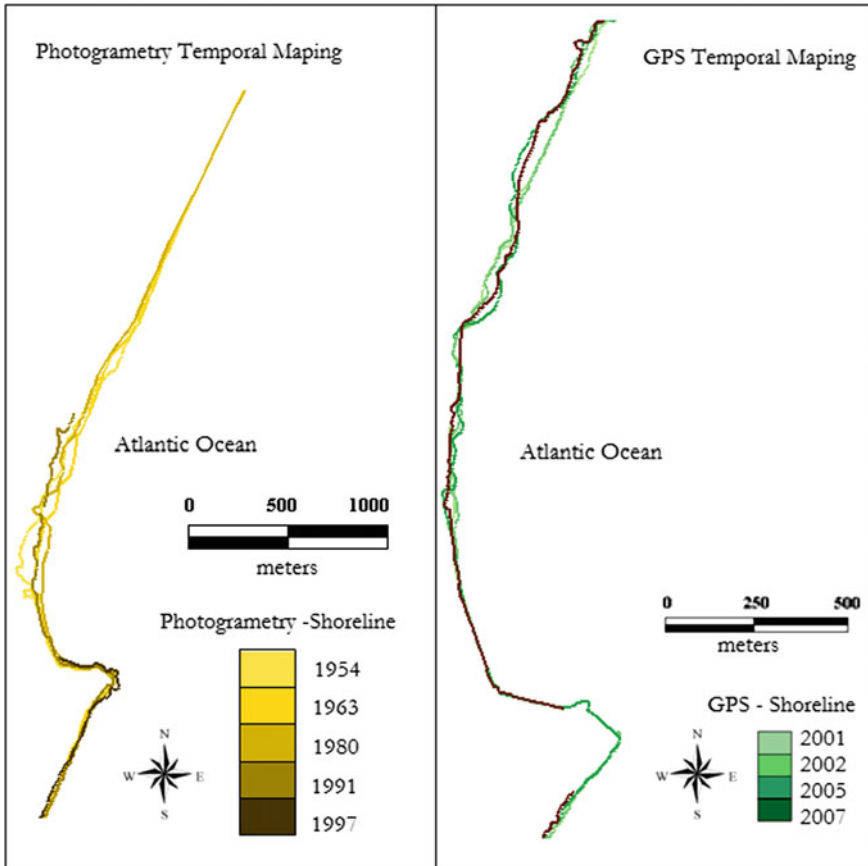 Photogrametry Temporal Maping
Atlantic Ocean
0 500 1000
meters
Photogrametry -Shoreline
1954
1963
1980
1991
1997
N
W E
S
GPS Temporal Maping
Atlantic Ocean
0 250 500
meters
GPS - Shoreline
2001
2002
2005
2007
N
W E
S